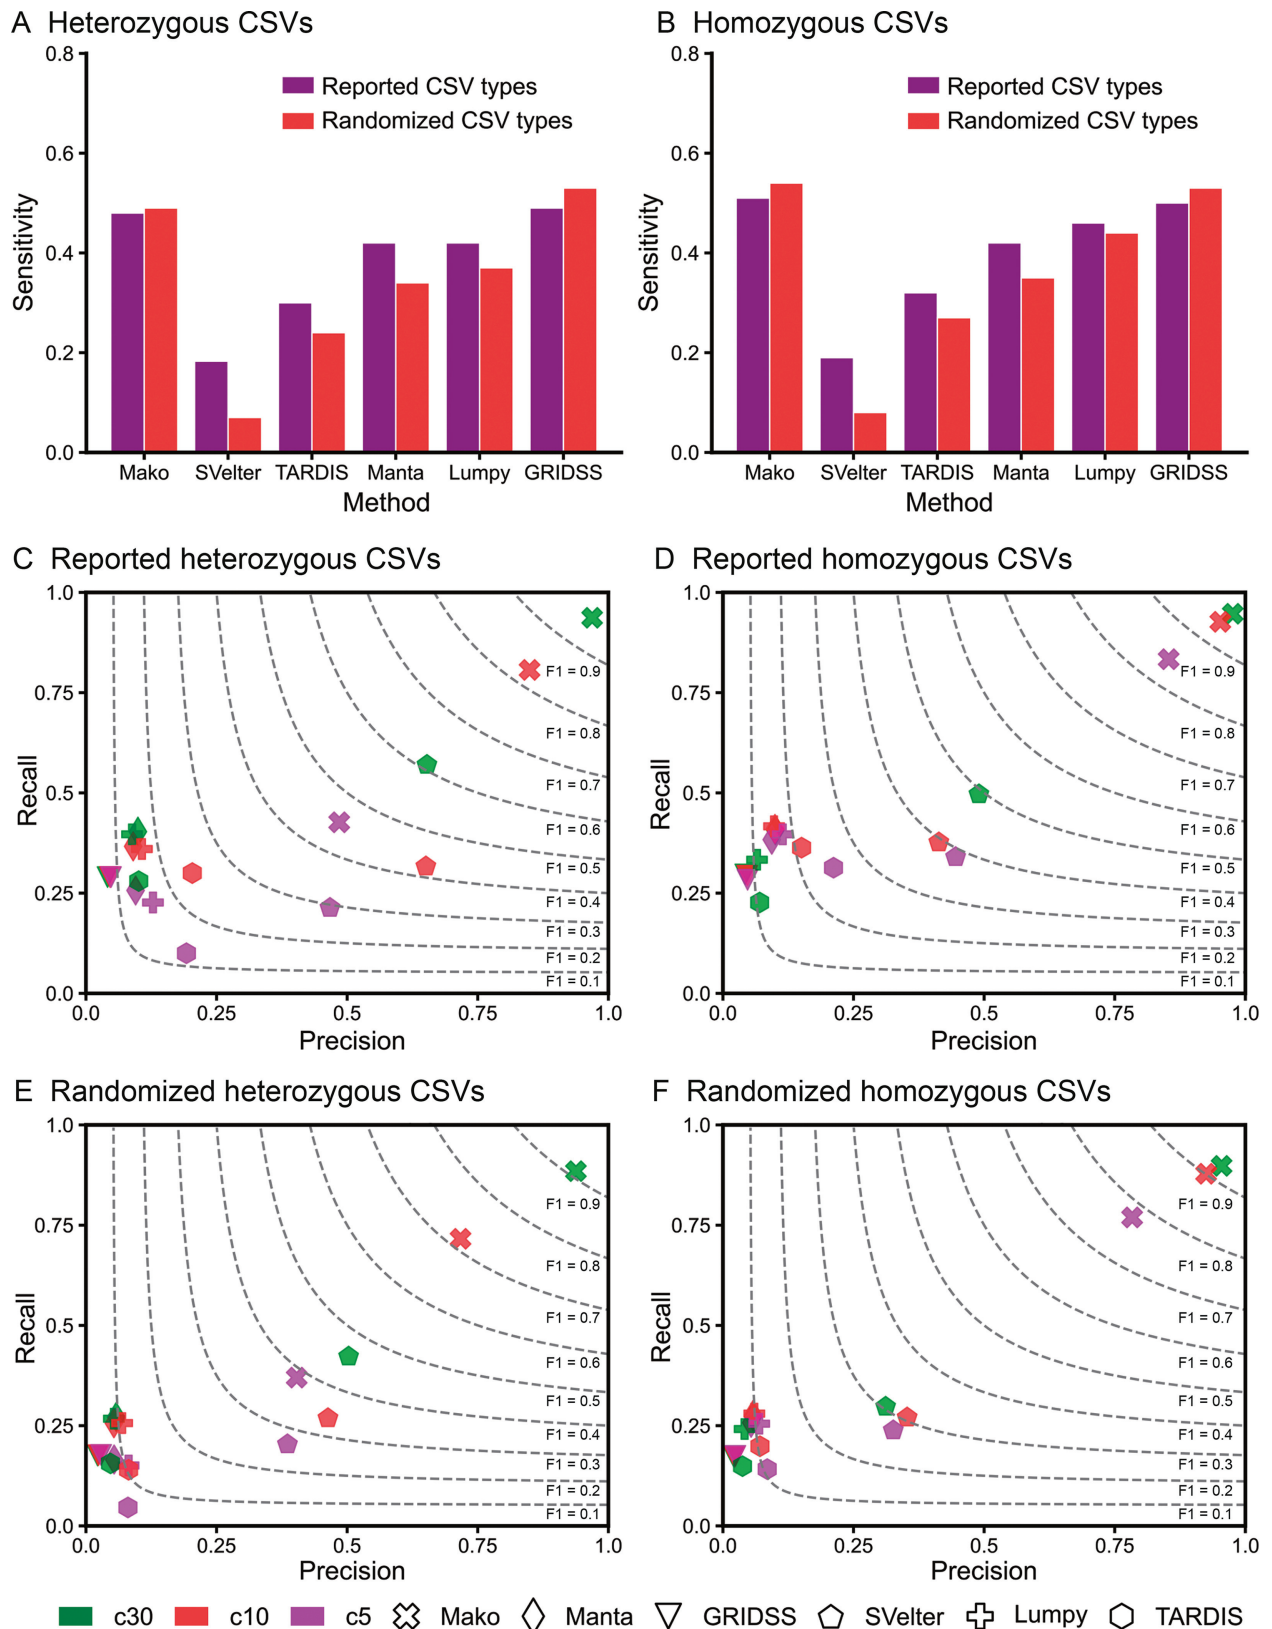 A Heterozygous CSVs
B Homozygous CSVs
Sensitivity
0.8
0.6
0.4
0.2
0.0
Reported CSV types
Randomized CSV types
Mako SVelter TARDIS Manta Lumpy GRIDSS
Method
Sensitivity
0.8
0.6
0.4
0.2
0.0
Reported CSV types
Randomized CSV types
Mako SVelter TARDIS Manta Lumpy GRIDSS
Method
C Reported heterozygous CSVs
Recall
1.0
0.75
0.5
0.25
0.0
F1 = 0.9
F1 = 0.8
F1 = 0.7
F1 = 0.6
F1 = 0.5
F1 = 0.4
F1 = 0.3
F1 = 0.2
F1 = 0.1
0.0 0.25 0.5 0.75 1.0
Precision
D Reported homozygous CSVs
Recall
1.0
0.75
0.5
0.25
0.0
F1 = 0.9
F1 = 0.8
F1 = 0.7
F1 = 0.6
F1 = 0.5
F1 = 0.4
F1 = 0.3
F1 = 0.2
F1 = 0.1
0.0 0.25 0.5 0.75 1.0
Precision
E Randomized heterozygous CSVs
Recall
1.0
0.75
0.5
0.25
0.0
F1 = 0.9
F1 = 0.8
F1 = 0.7
F1 = 0.6
F1 = 0.5
F1 = 0.4
F1 = 0.3
F1 = 0.2
F1 = 0.1
0.0 0.25 0.5 0.75 1.0
Precision
F Randomized homozygous CSVs
Recall
1.0
0.75
0.5
0.25
0.0
F1 = 0.9
F1 = 0.8
F1 = 0.7
F1 = 0.6
F1 = 0.5
F1 = 0.4
F1 = 0.3
F1 = 0.2
F1 = 0.1
0.0 0.25 0.5 0.75 1.0
Precision
c30 c10 c5 Mako Manta GRIDSS SVelter Lumpy TARDIS